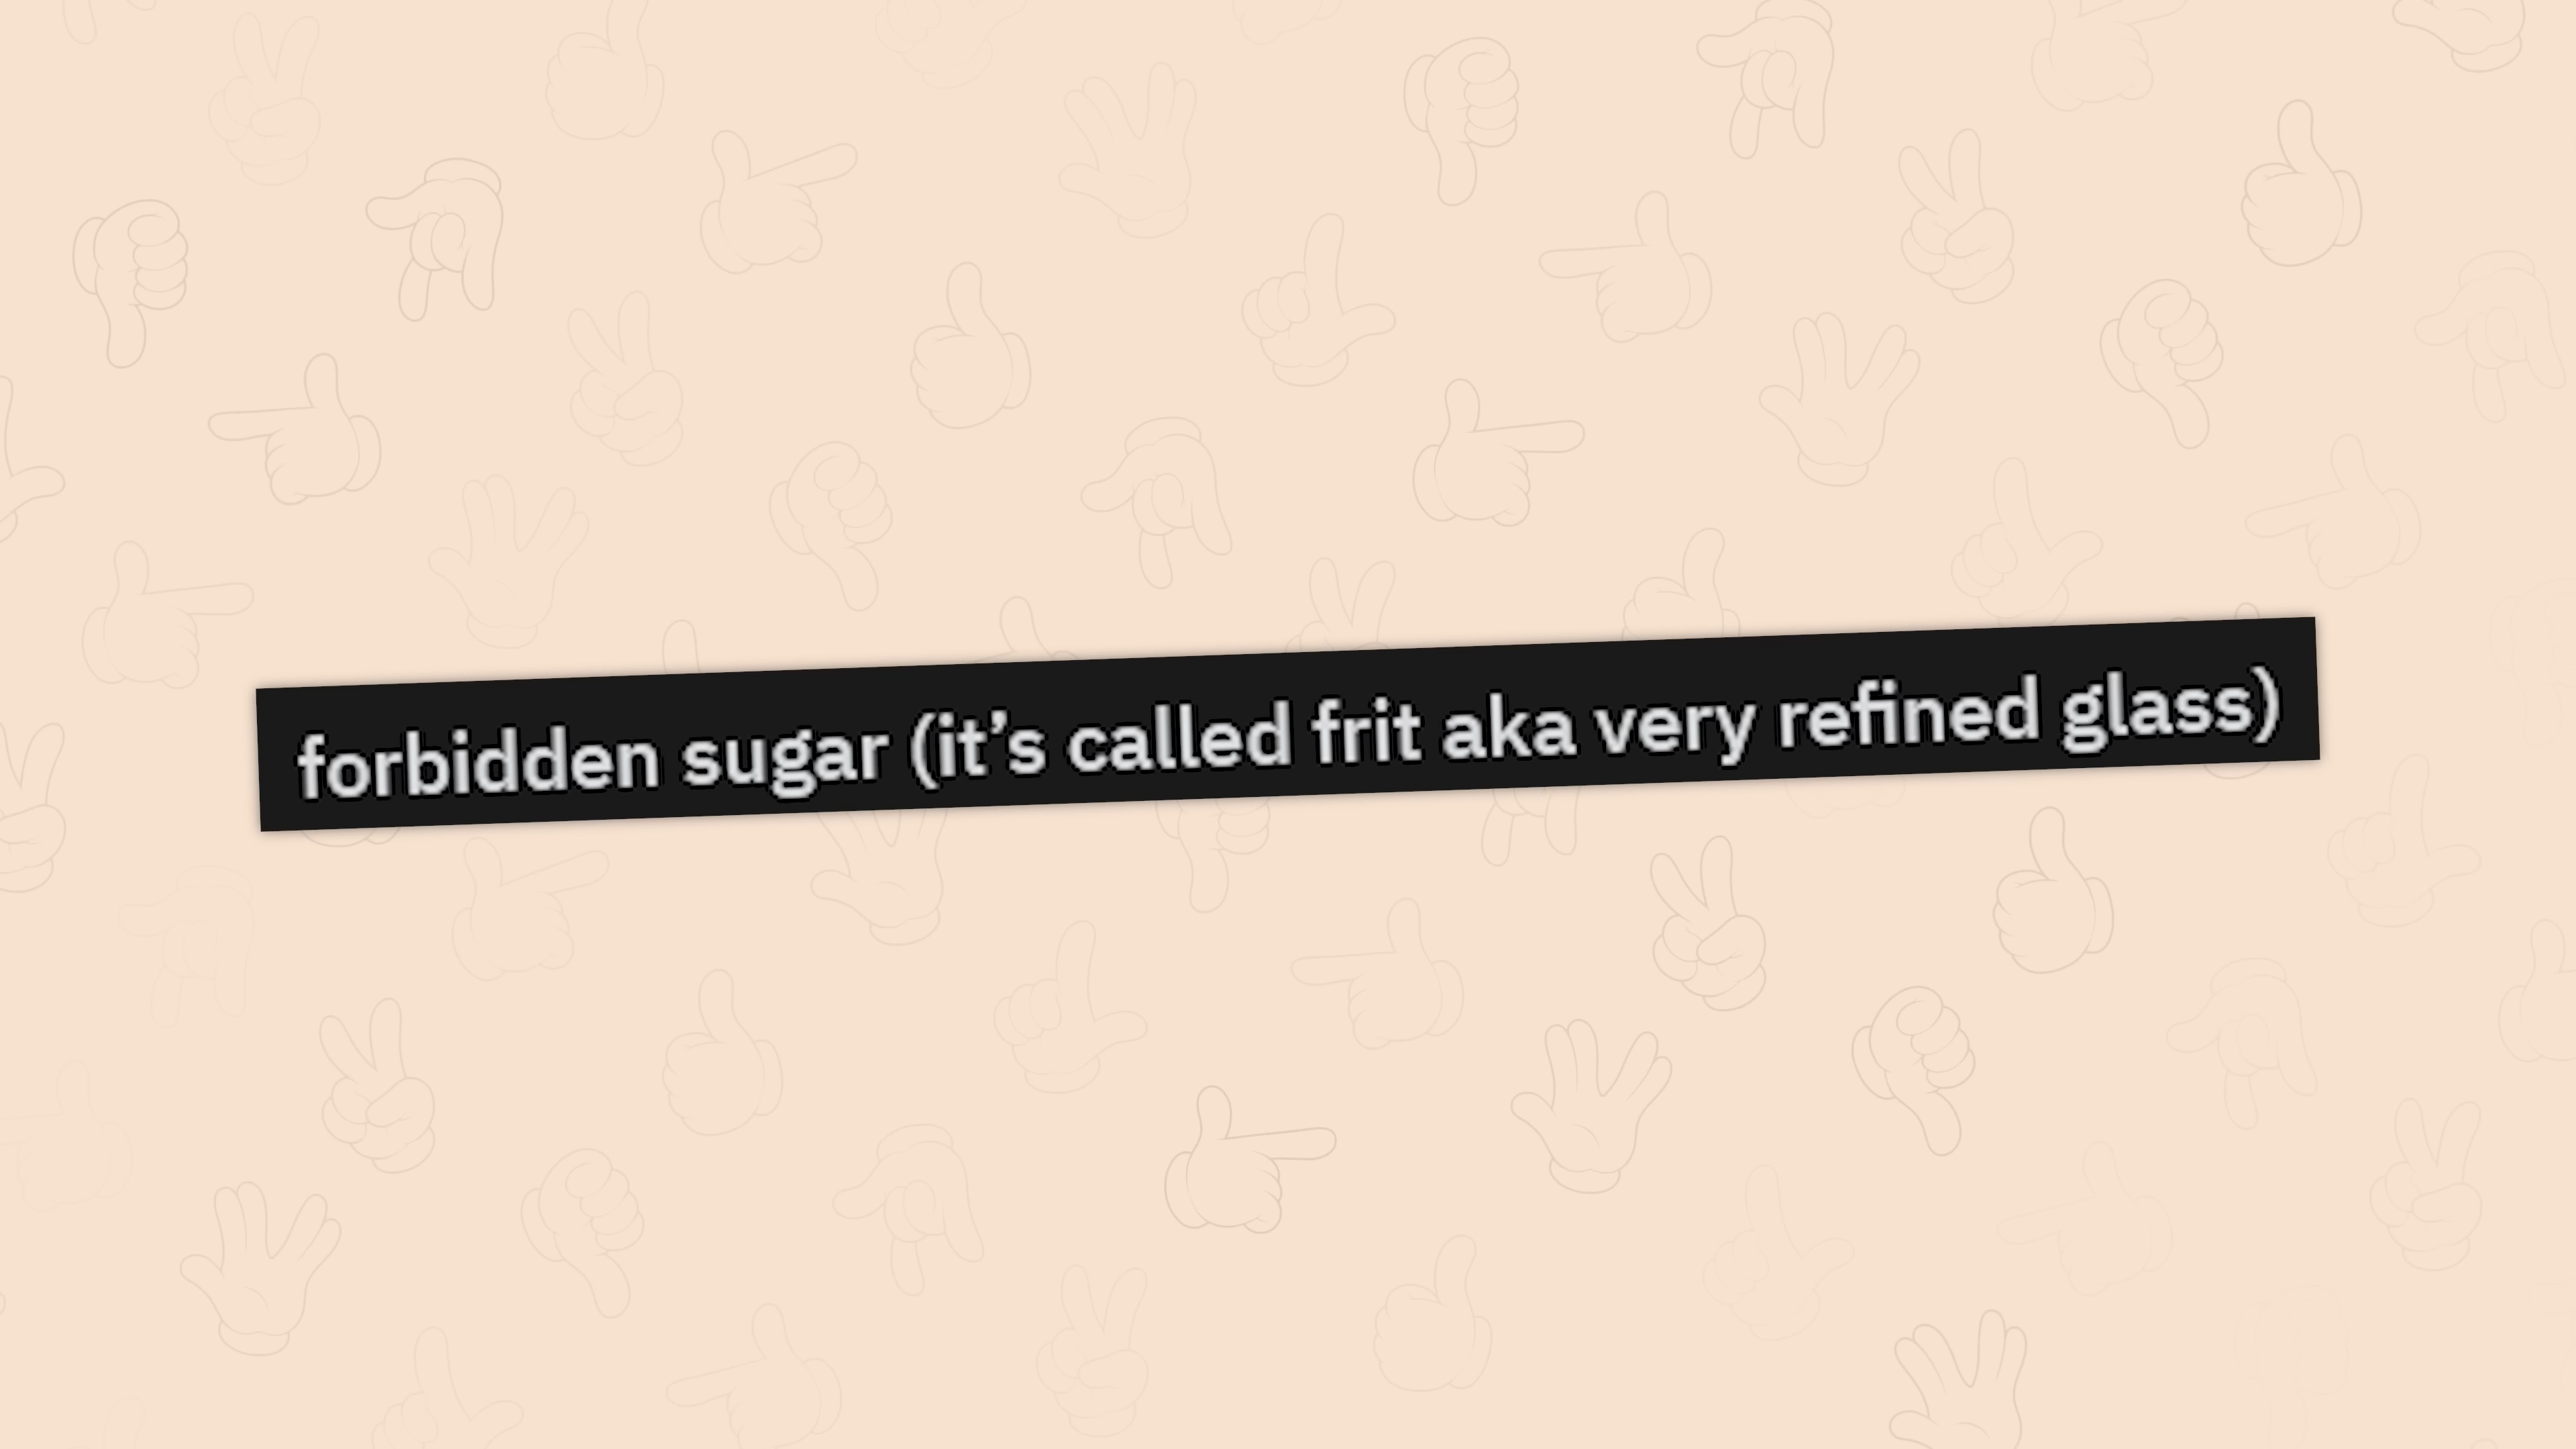 forbidden sugar (it’s called frit aka very refined glass)